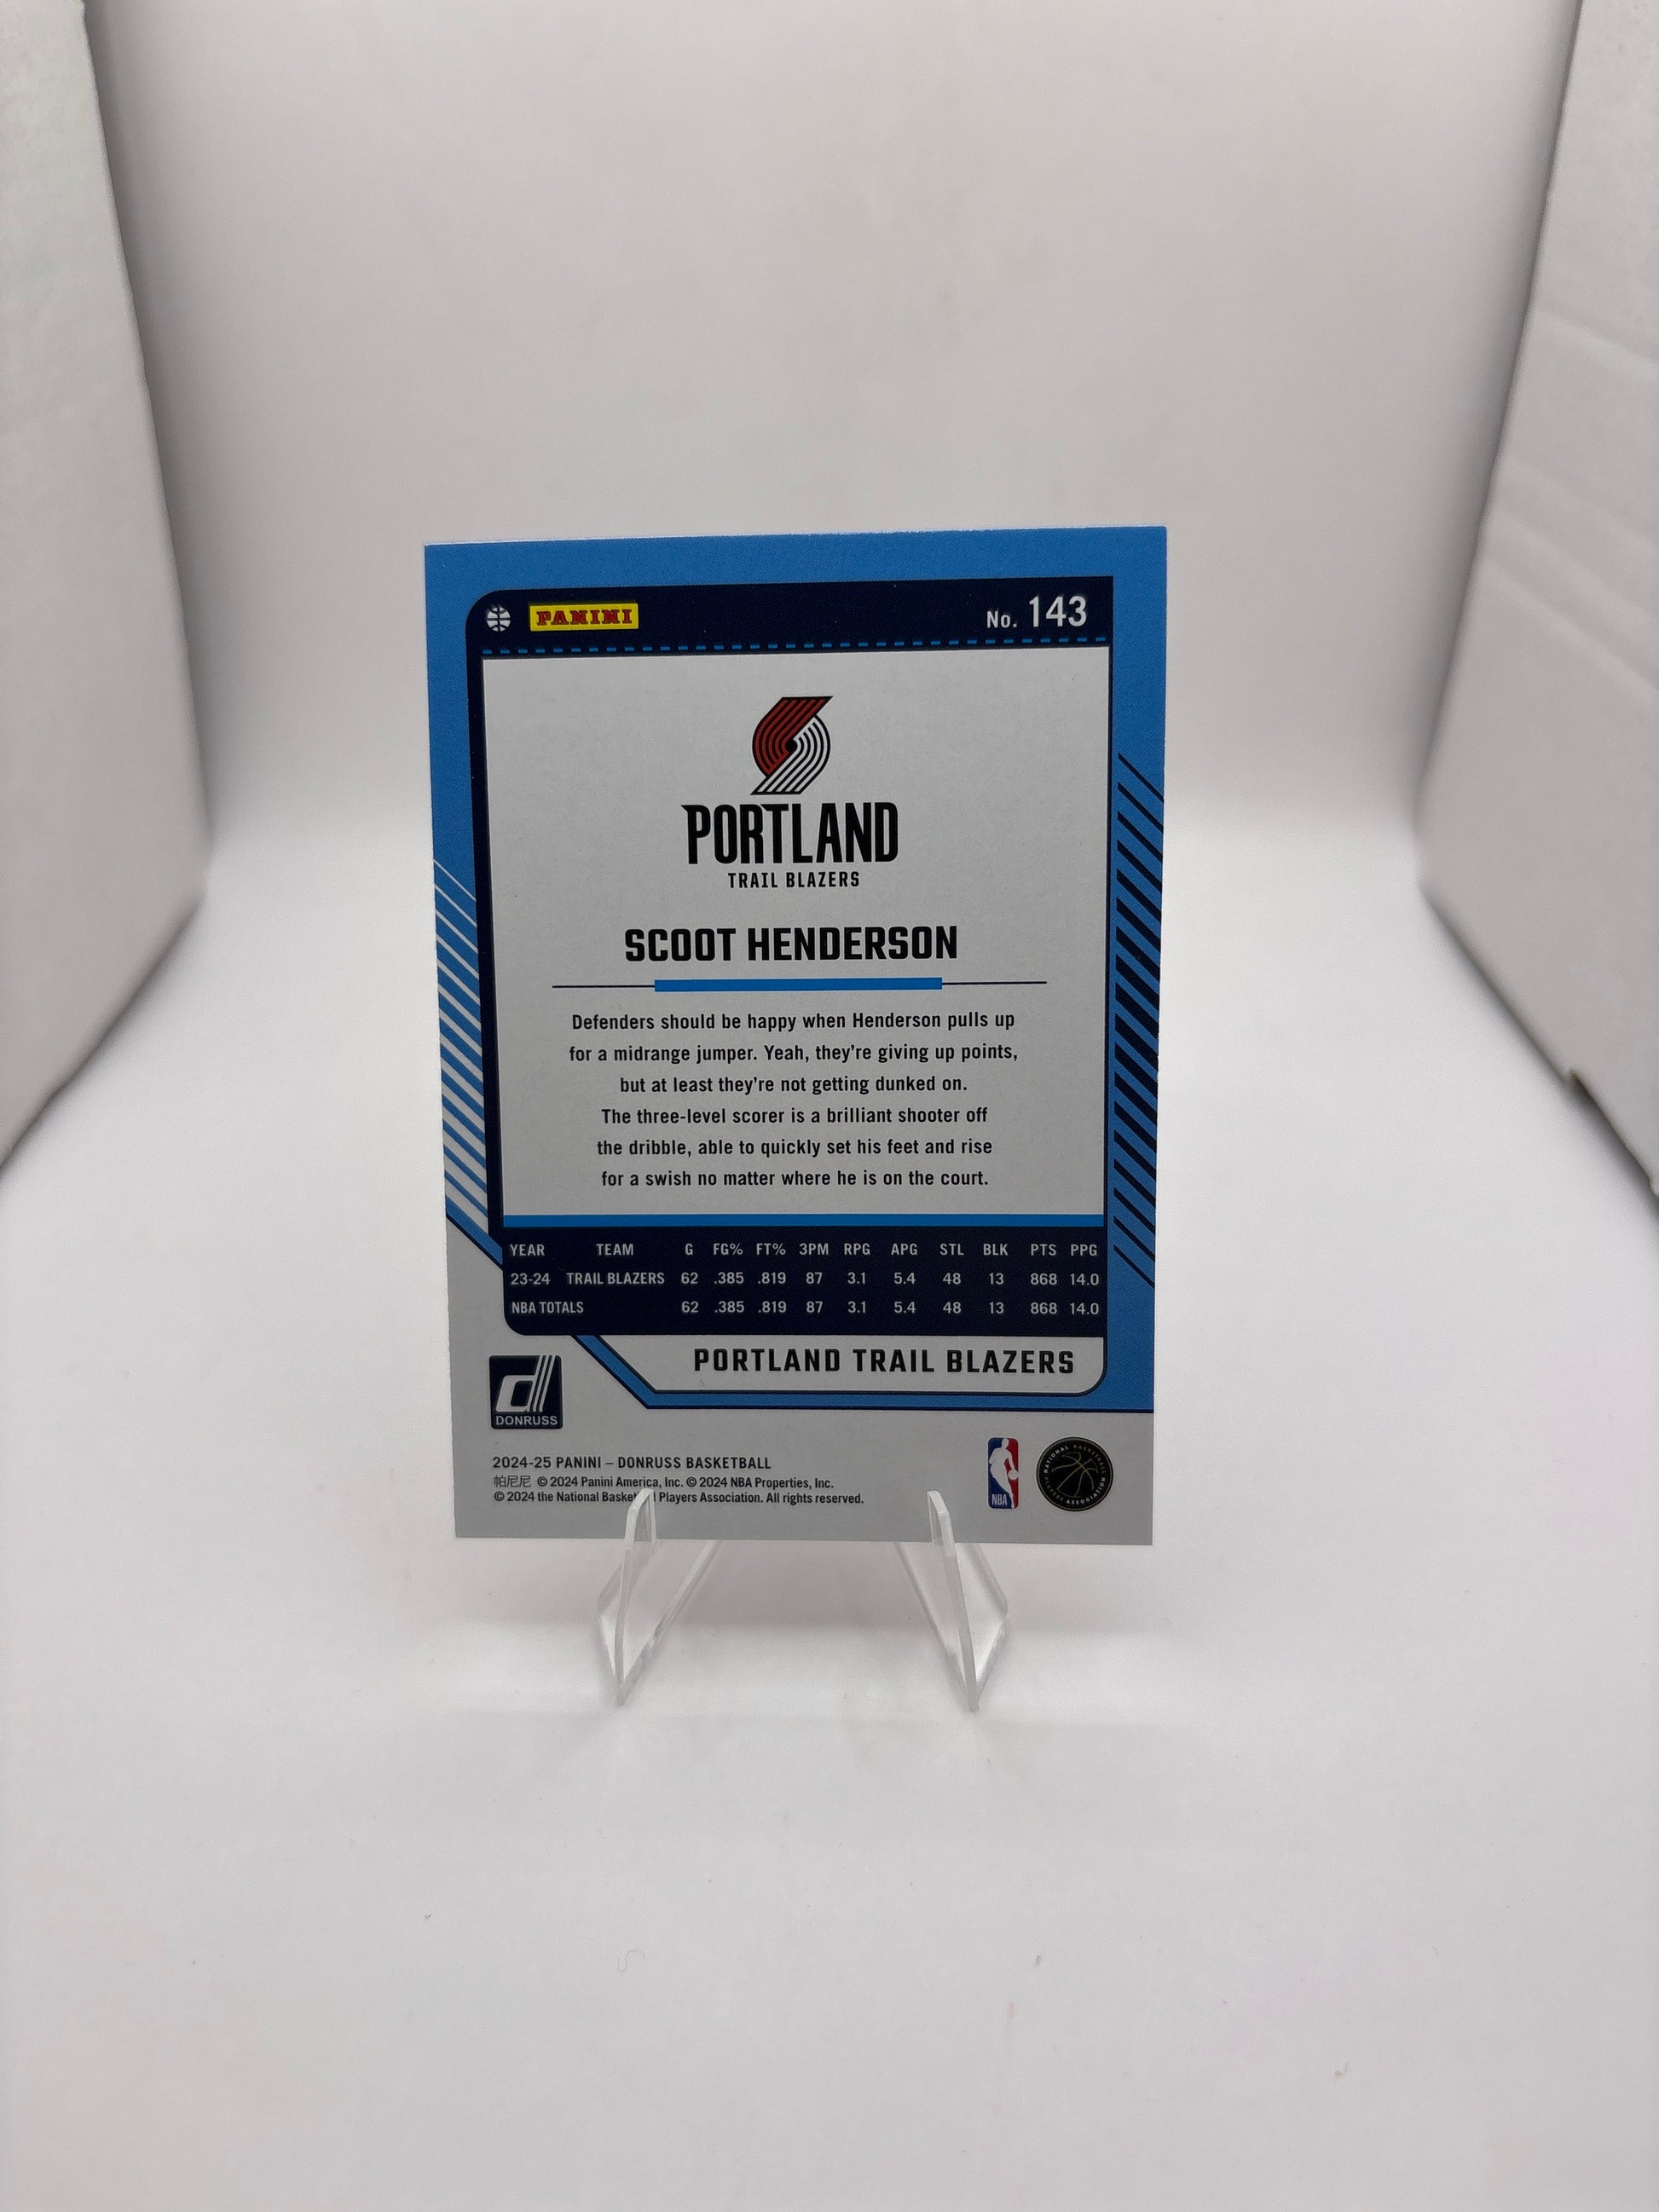 PANINI
No. 143
PORTLAND
TRAIL BLAZERS
SCOOT HENDERSON
Defenders should be happy when Henderson pulls up
for a midrange jumper. Yeah, they're giving up points,
but at least they're not getting dunked on.
The three-level scorer is a brilliant shooter off
the dribble, able to quickly set his feet and rise
for a swish no matter where he is on the court.
YEAR TEAM G FG% FT% 3PM RPG APG STL BLK PTS PPG
23-24 TRAIL BLAZERS 62 .385 .819 87 3.1 5.4 48 13 868 14.0
NBA TOTALS 62 .385 .819 87 3.1 5.4 48 13 868 14.0
PORTLAND TRAIL BLAZERS
d
DONRUSS
2024-25 PANINI – DONRUSS BASKETBALL
帕尼尼 © 2024 Panini America, Inc. © 2024 NBA Properties, Inc.
© 2024 the National Players Association. All rights reserved.
NBA
NATIONAL BASKETBALL PLAYERS ASSOCIATION